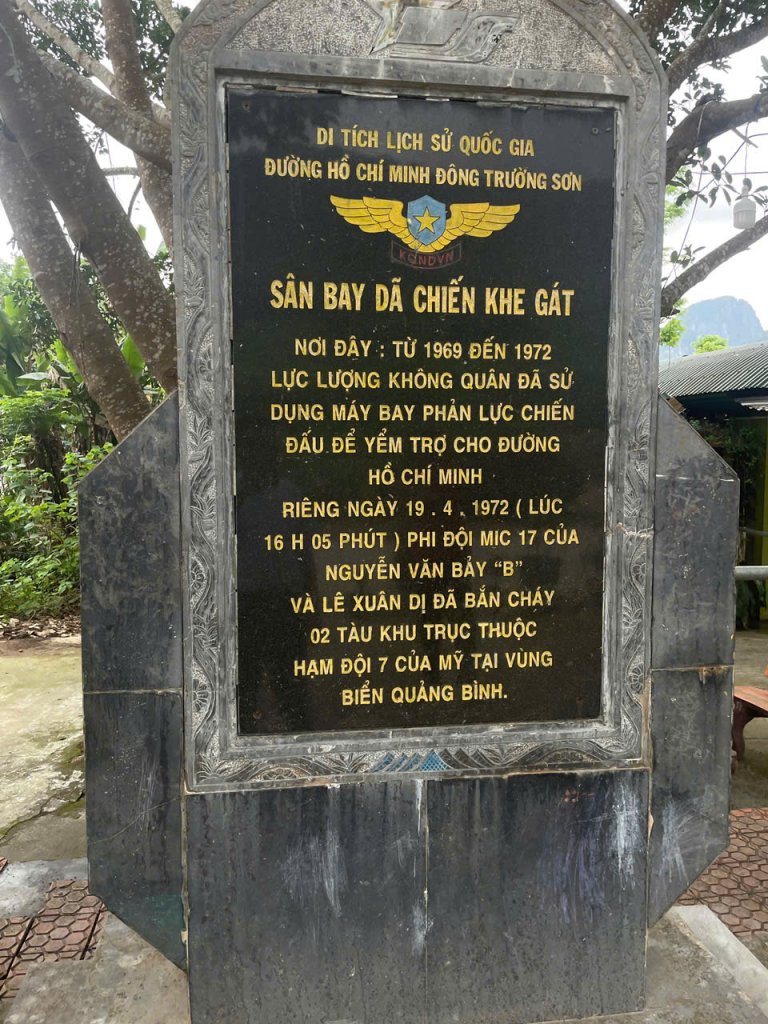 DI TÍCH LỊCH SỬ QUỐC GIA
ĐƯỜNG HỒ CHÍ MINH ĐÔNG TRƯỜNG SƠN
KQNDVN
SÂN BAY DÃ CHIẾN KHE GÁT
NƠI ĐÂY : TỪ 1969 ĐẾN 1972
LỰC LƯỢNG KHÔNG QUÂN ĐÃ SỬ
DỤNG MÁY BAY PHẢN LỰC CHIẾN
ĐẤU ĐỂ YỂM TRỢ CHO ĐƯỜNG
HỒ CHÍ MINH
RIÊNG NGÀY 19 . 4 . 1972 ( LÚC
16 H 05 PHÚT ) PHI ĐỘI MIC 17 CỦA
NGUYỄN VĂN BẢY “B”
VÀ LÊ XUÂN DỊ ĐÃ BẮN CHÁY
02 TÀU KHU TRỤC THUỘC
HẠM ĐỘI 7 CỦA MỸ TẠI VÙNG
BIỂN QUẢNG BÌNH.